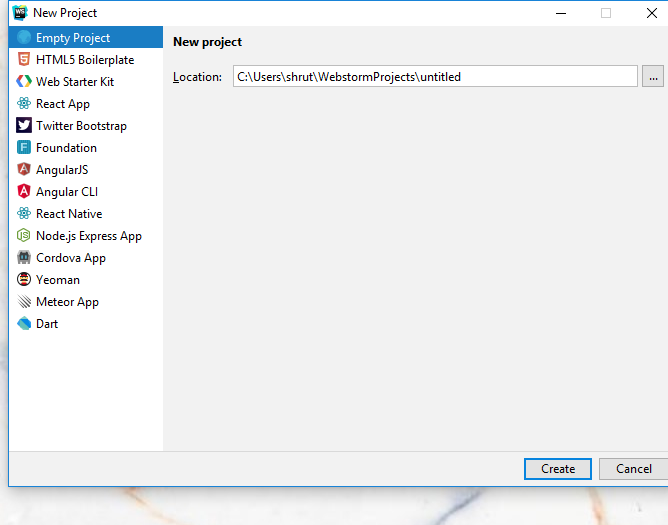 WS
New Project
Empty Project
HTML5 Boilerplate
Web Starter Kit
React App
Twitter Bootstrap
Foundation
AngularJS
Angular CLI
React Native
Node.js Express App
Cordova App
Yeoman
Meteor App
Dart
New project
Location: C:\Users\shrut\WebstormProjects\untitled ...
Create Cancel